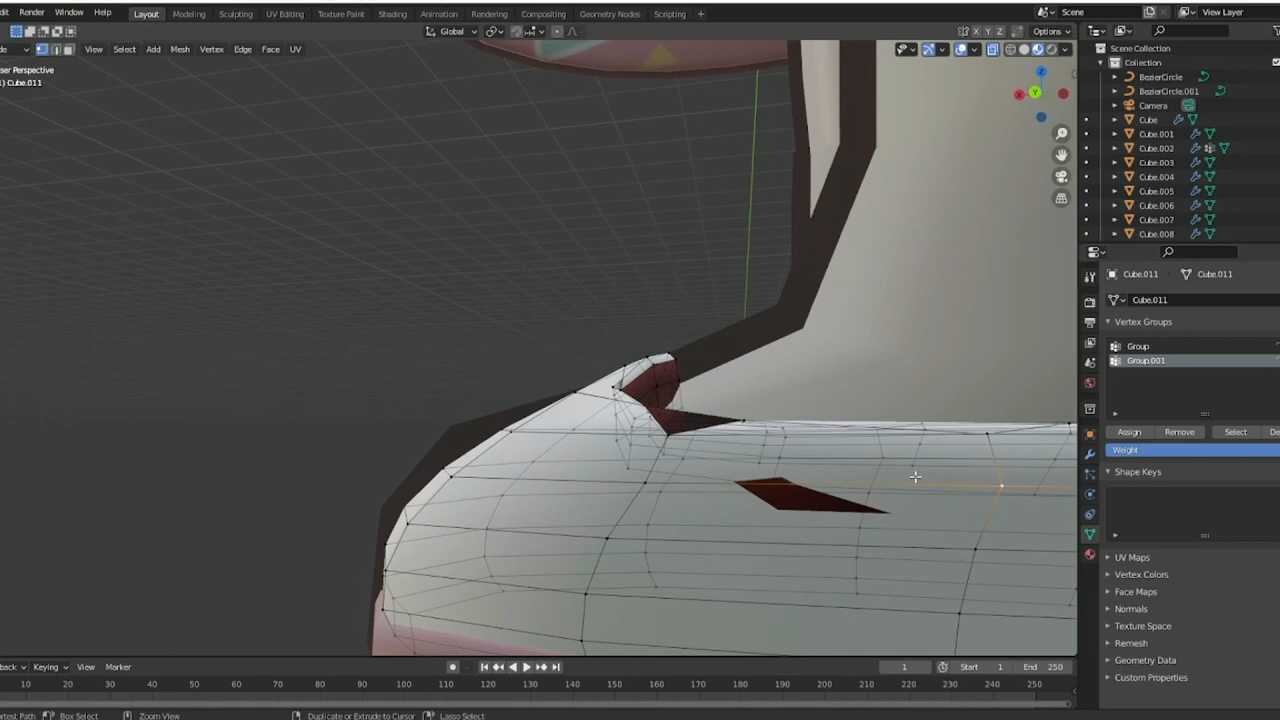 Render Window Help Layout Modeling Sculpting UV Editing Texture Paint Shading Animation Rendering Compositing Geometry Nodes Scripting + Scene View Layer
Global X Y Z Options
View Select Add Mesh Vertex Edge Face UV
ser Perspective
) Cube.011
Scene Collection
Collection
BezierCircle
BezierCircle.001
Camera
Cube
Cube.001
Cube.002
Cube.003
Cube.004
Cube.005
Cube.006
Cube.007
Cube.008
Cube.011 Cube.011
Cube.011
Vertex Groups
Group
Group.001
Assign Remove Select De
Weight
Shape Keys
UV Maps
Vertex Colors
Face Maps
Normals
Texture Space
Remesh
Geometry Data
Custom Properties
back Keying View Marker 1 Start 1 End 250
10 20 30 40 50 60 70 80 90 100 110 120 130 140 150 160 170 180 190 200 210 220 230 240 250
ortest Path Box Select Zoom View Duplicate or Extrude to Cursor Lasso Select